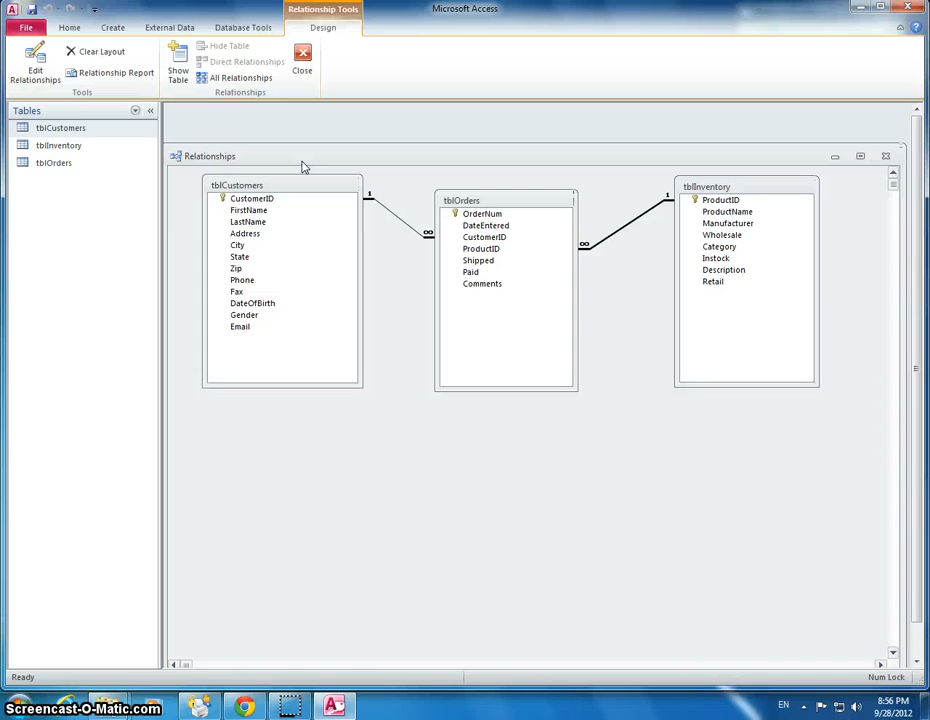 Relationship Tools
Microsoft Access
File
Home
Create
External Data
Database Tools
Design
Edit Relationships
Clear Layout
Relationship Report
Tools
Show Table
Hide Table
Direct Relationships
All Relationships
Relationships
Close
Tables
tblCustomers
tblInventory
tblOrders
Relationships
tblCustomers
CustomerID
FirstName
LastName
Address
City
State
Zip
Phone
Fax
DateOfBirth
Gender
Email
1
∞
tblOrders
OrderNum
DateEntered
CustomerID
ProductID
Shipped
Paid
Comments
∞
1
tblInventory
ProductID
ProductName
Manufacturer
Wholesale
Category
Instock
Description
Retail
Ready
Num Lock
Screencast-O-Matic.com
EN
8:56 PM
9/28/2012